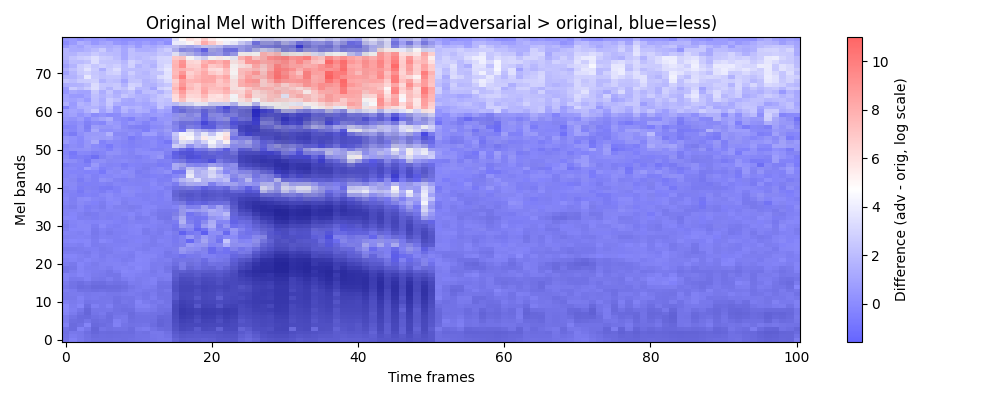 Original Mel with Differences (red=adversarial > original, blue=less)
Mel bands
70
60
50
40
30
20
10
0
0 20 40 60 80 100
Time frames
10
8
6
4
2
0
Difference (adv - orig, log scale)